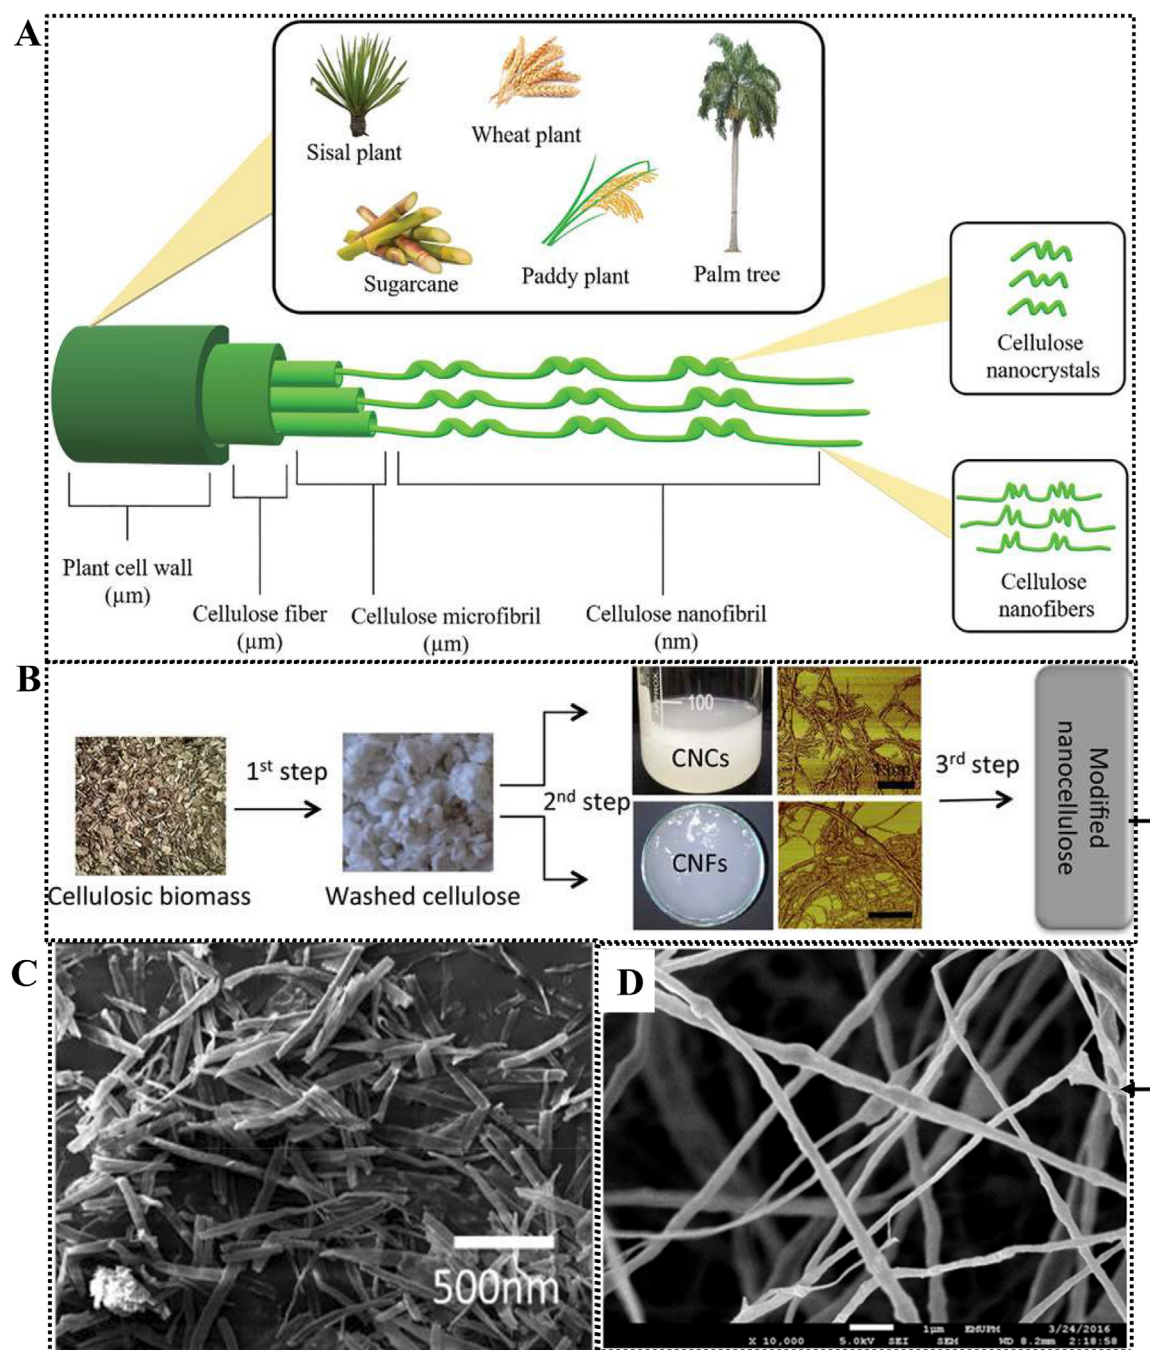 A
Sisal plant
Wheat plant
Sugarcane
Paddy plant
Palm tree
Cellulose
nanocrystals
Cellulose
nanofibers
Plant cell wall
(µm)
Cellulose fiber
(µm)
Cellulose microfibril
(µm)
Cellulose nanofibril
(nm)
B
Cellulosic biomass
1st step
Washed cellulose
2nd step
100
CNCs
CNFs
3rd step
Modified
nanocellulose
C
500nm
D
1µm EMUPM 3/24/2016
X 10,000 5.0kV SEI SEM WD 8.2mm 2:18:58